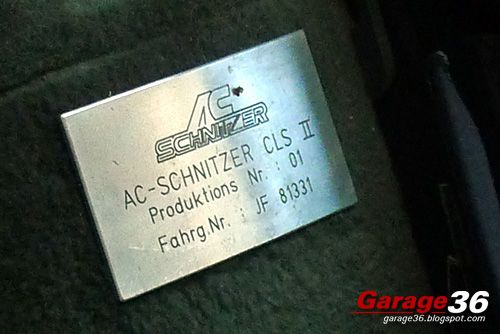 AC
SCHNITZER
AC-SCHNITZER CLS II
Produktions Nr.: 01
Fahrg.Nr.: JF 81331
Garage36
garage36.blogspot.com